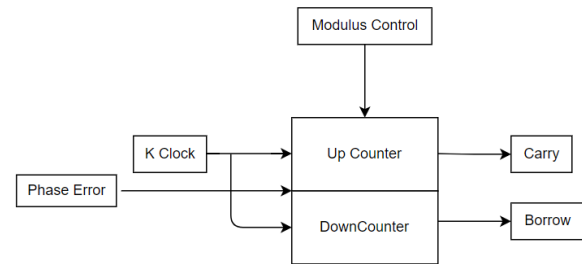 Modulus Control
K Clock
Up Counter
Carry
Phase Error
DownCounter
Borrow